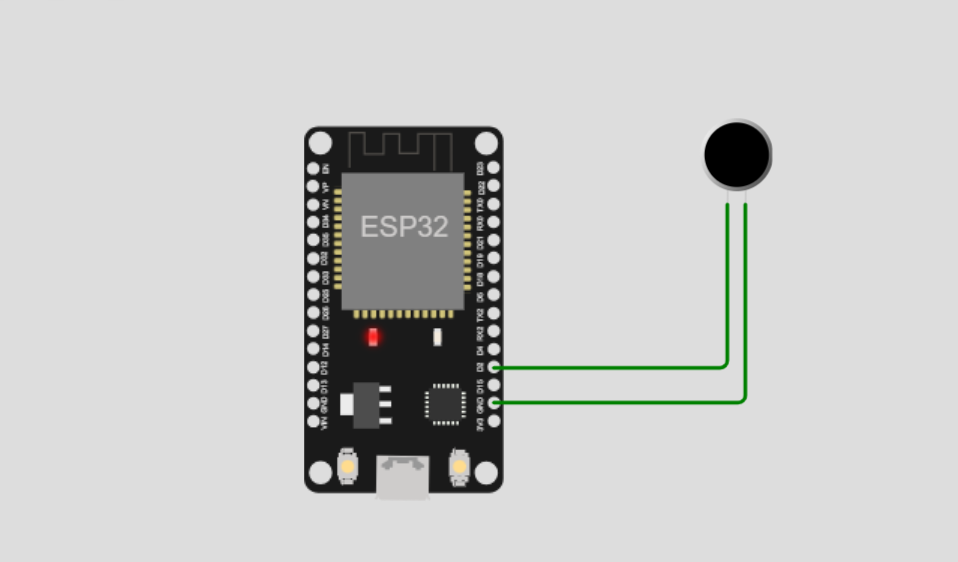 ESP32
EN
VP
VN
D34
D35
D32
D33
D25
D26
D27
D14
D12
D13
GND
VIN
D23
D22
TX0
RX0
D21
D19
D18
D5
TX2
RX2
D4
D2
D15
GND
3V3